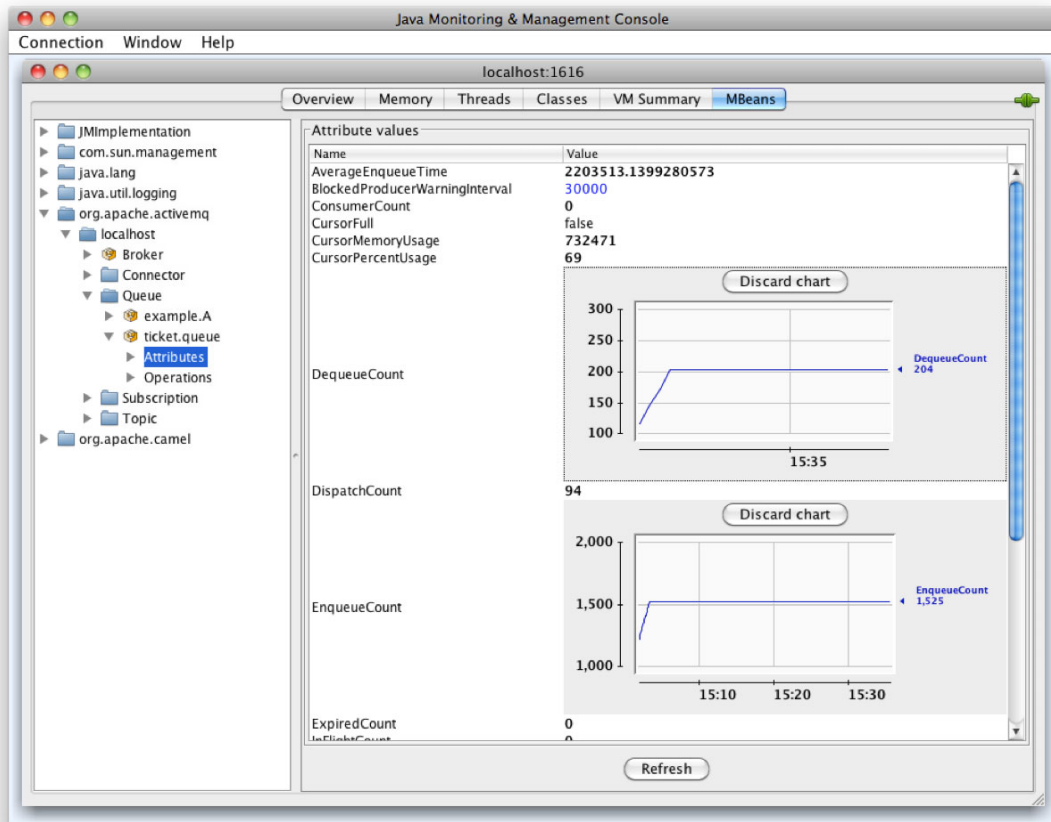 Java Monitoring & Management Console
Connection Window Help
localhost:1616
Overview Memory Threads Classes VM Summary MBeans
JMImplementation
com.sun.management
java.lang
java.util.logging
org.apache.activemq
localhost
Broker
Connector
Queue
example.A
ticket.queue
Attributes
Operations
Subscription
Topic
org.apache.camel
Attribute values
Name Value
AverageEnqueueTime 2203513.1399280573
BlockedProducerWarningInterval 30000
ConsumerCount 0
CursorFull false
CursorMemoryUsage 732471
CursorPercentUsage 69
Discard chart
300
250
200
150
100
15:35
DequeueCount
204
DequeueCount
DispatchCount 94
Discard chart
2,000
1,500
1,000
15:10 15:20 15:30
EnqueueCount
1,525
EnqueueCount
ExpiredCount 0
InFlightCount 0
Refresh